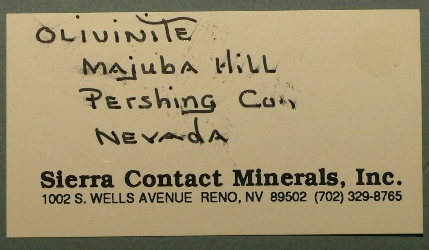 OLIVINITE
MAJUBA HILL
PERSHING CO.,
NEVADA
Sierra Contact Minerals, Inc.
1002 S. WELLS AVENUE RENO, NV 89502 (702) 329-8765